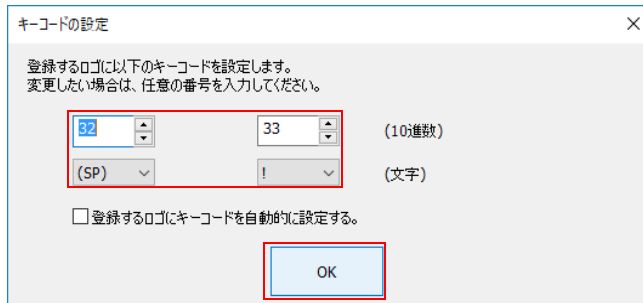 キーコードの設定
登録するロゴに以下のキーコードを設定します。
変更したい場合は、任意の番号を入力してください。
32 33 (10進数)
(SP) ! (文字)
登録するロゴにキーコードを自動的に設定する。
OK